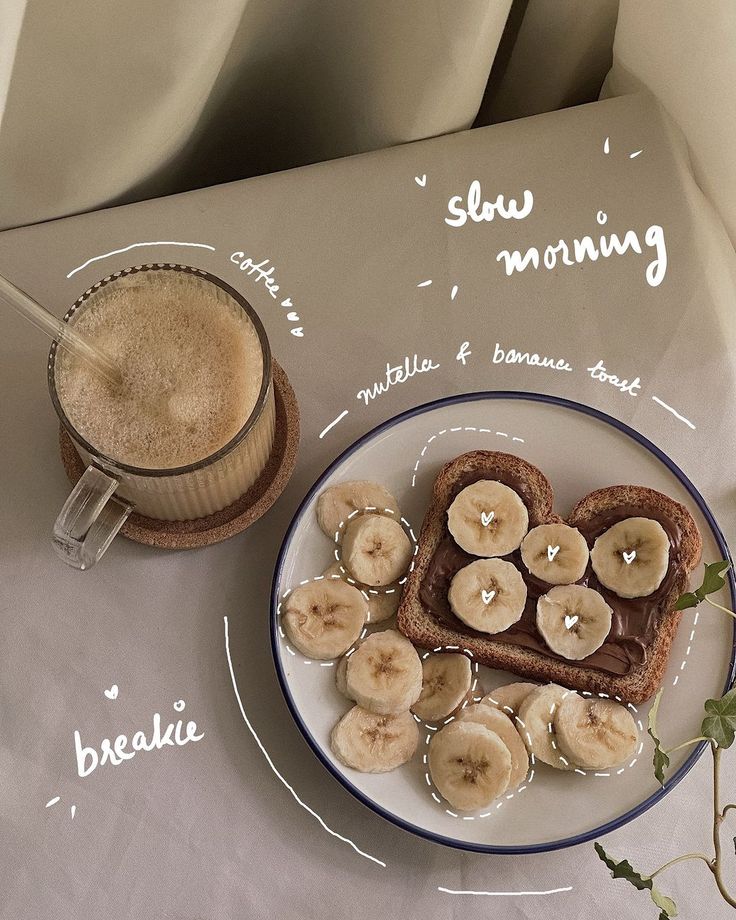 slow
morning
coffee
nutella & banana toast
breakie